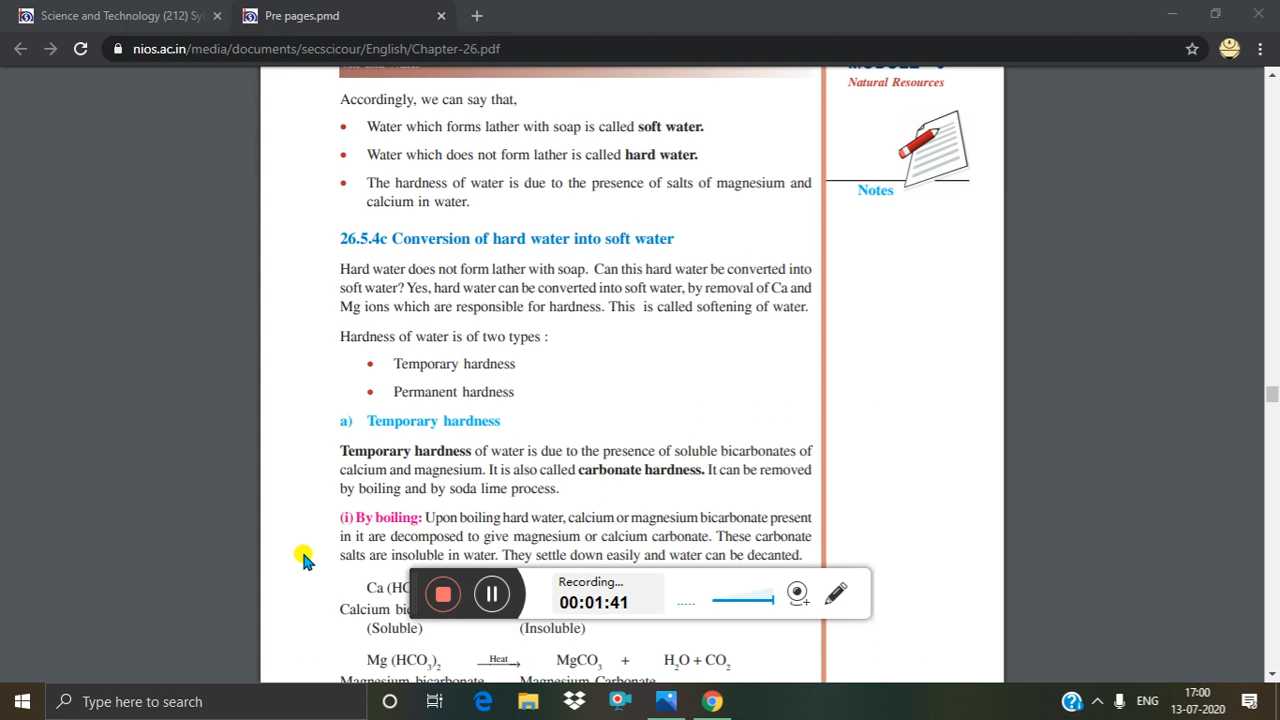 Science and Technology (212) Syl
Pre pages.pmd
nios.ac.in/media/documents/secscicour/English/Chapter-26.pdf
Natural Resources
Accordingly, we can say that,
• Water which forms lather with soap is called soft water.
• Water which does not form lather is called hard water.
• The hardness of water is due to the presence of salts of magnesium and
calcium in water.
Notes
26.5.4c Conversion of hard water into soft water
Hard water does not form lather with soap. Can this hard water be converted into
soft water? Yes, hard water can be converted into soft water, by removal of Ca and
Mg ions which are responsible for hardness. This is called softening of water.
Hardness of water is of two types :
• Temporary hardness
• Permanent hardness
a) Temporary hardness
Temporary hardness of water is due to the presence of soluble bicarbonates of
calcium and magnesium. It is also called carbonate hardness. It can be removed
by boiling and by soda lime process.
(i) By boiling: Upon boiling hard water, calcium or magnesium bicarbonate present
in it are decomposed to give magnesium or calcium carbonate. These carbonate
salts are insoluble in water. They settle down easily and water can be decanted.
Ca (HC
Calcium bi
(Soluble) (Insoluble)
Recording...
00:01:41
Mg (HCO₃)₂ Heat → MgCO₃ + H₂O + CO₂
Magnesium bicarbonate Magnesium Carbonate
Type here to search
ENG
17:00
13-07-2020